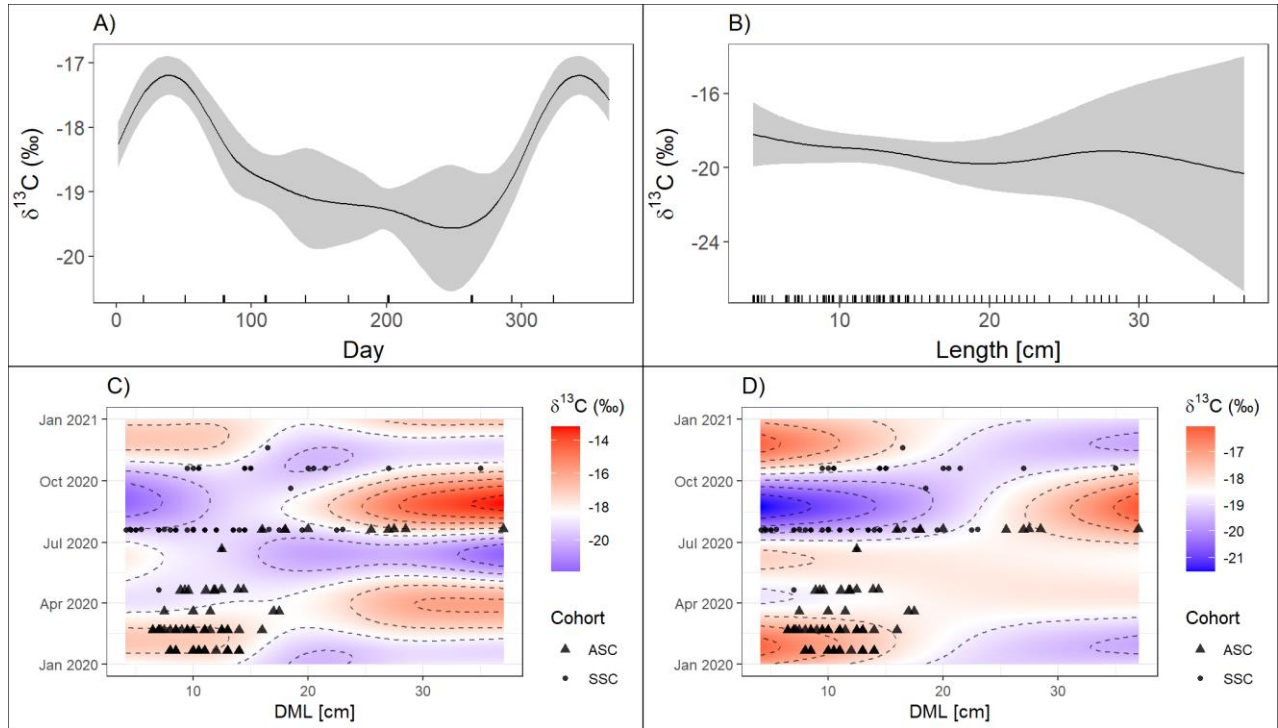 A)
-17
-18
-19
-20
δ¹³C (‰)
0
100
200
300
Day
B)
-16
-20
-24
δ¹³C (‰)
10
20
30
Length [cm]
C)
Jan 2021
Oct 2020
Jul 2020
Apr 2020
Jan 2020
10
20
30
DML [cm]
δ¹³C (‰)
-14
-16
-18
-20
Cohort
ASC
SSC
D)
Jan 2021
Oct 2020
Jul 2020
Apr 2020
Jan 2020
10
20
30
DML [cm]
δ¹³C (‰)
-17
-18
-19
-20
-21
Cohort
ASC
SSC